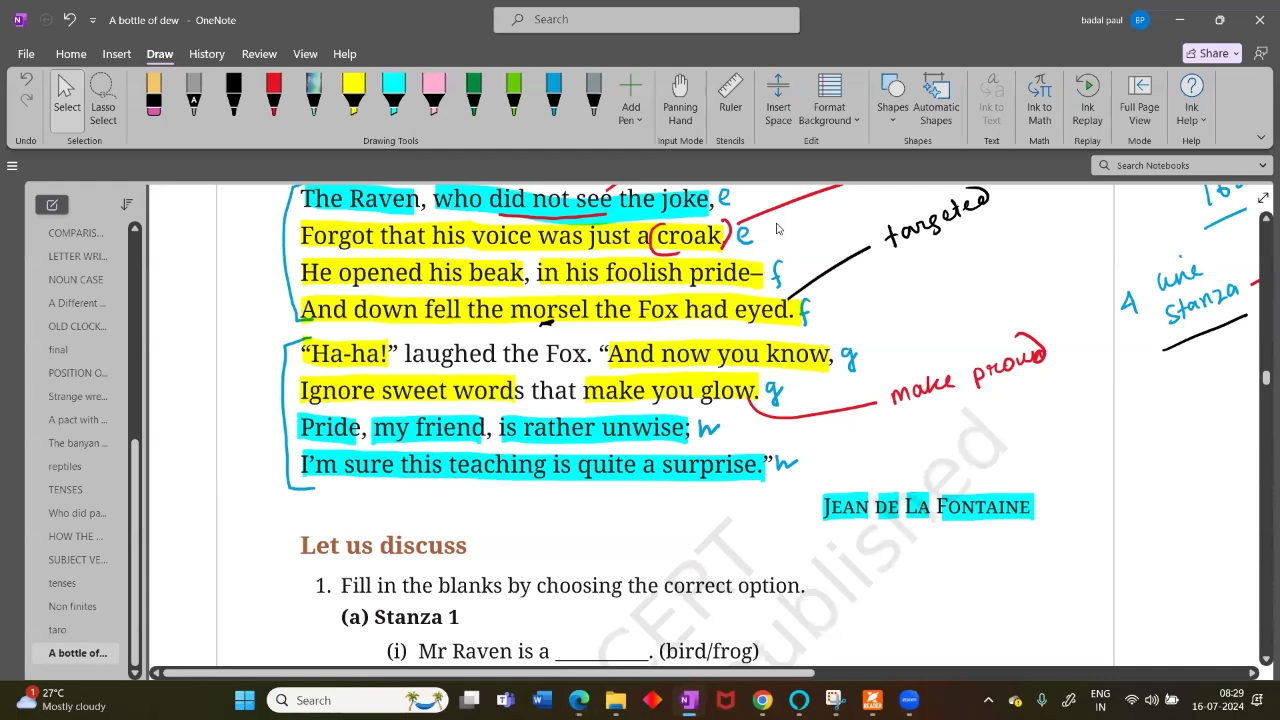 A bottle of dew
OneNote
Search
badal paul
BP
File
Home
Insert
Draw
History
Review
View
Help
Share
Undo
Select
Lasso Select
Selection
Drawing Tools
Add Pen
Panning Hand
Input Mode
Ruler
Stencils
Insert Space
Format Background
Edit
Shapes
Automatic Shapes
Shapes
Ink to Text
Text
Ink to Math
Math
Ink Replay
Replay
Full Page View
Mode
Ink Help
Help
Search Notebooks
COMPARIS...
LETTER WRI...
NOUN CASE
A Different ...
OLD CLOCK...
final
POSITION O...
Strange wre...
A pact with ...
The banyan ...
reptiles
TENSES
Who did pa...
HOW THE ...
SUBJECT VE...
tenses
Non finites
taro
A bottle of...
The Raven, who did not see the joke, e
Forgot that his voice was just a croak, e
He opened his beak, in his foolish pride– f
And down fell the morsel the Fox had eyed. f
targeted
"Ha-ha!" laughed the Fox. "And now you know, g
Ignore sweet words that make you glow. g
make proud
Pride, my friend, is rather unwise;
I'm sure this teaching is quite a surprise."
4 line
stanza
JEAN DE LA FONTAINE
Let us discuss
1. Fill in the blanks by choosing the correct option.
(a) Stanza 1
(i) Mr Raven is a _________. (bird/frog)
27°C
Mostly cloudy
1
Search
ENG
IN
08:29
16-07-2024